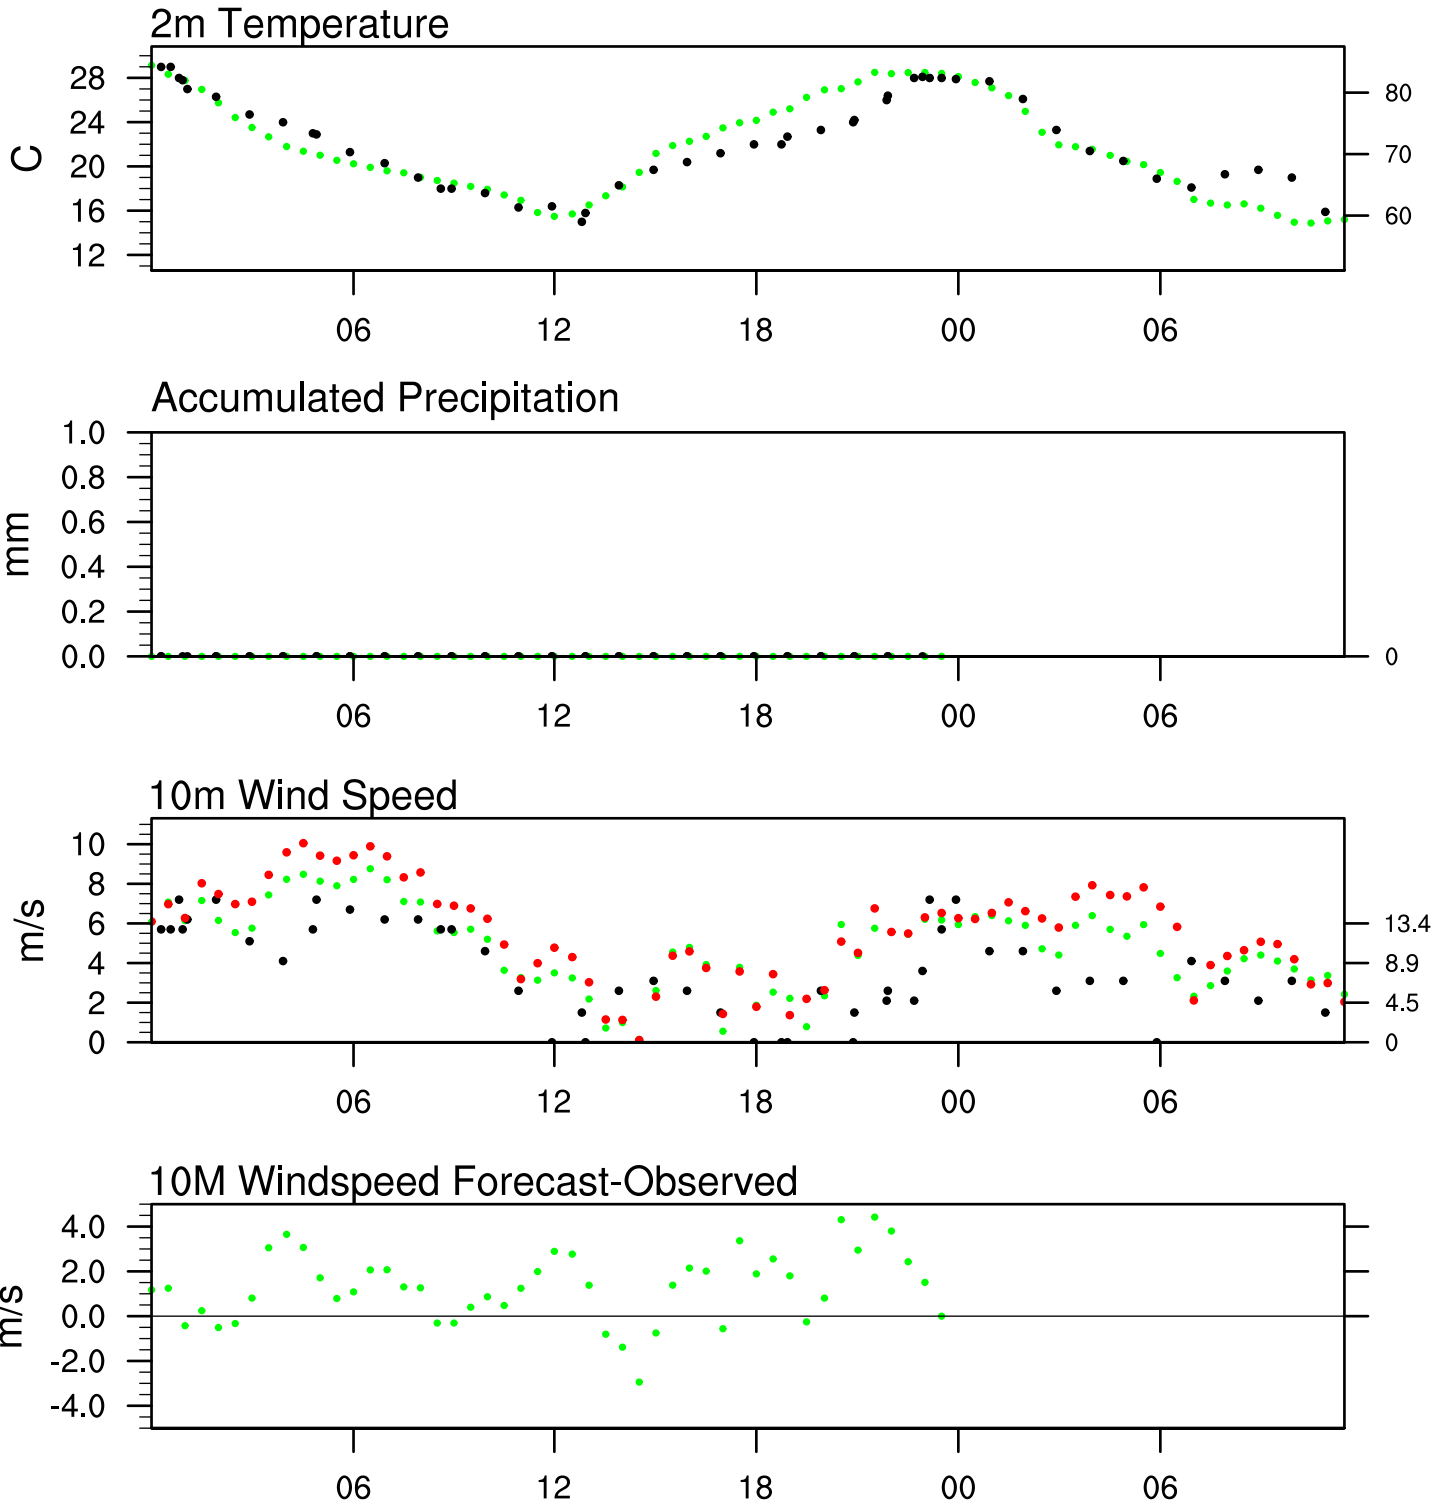 2m Temperature
C
28
24
20
16
12
80
70
60
06 12 18 00 06
Accumulated Precipitation
mm
1.0
0.8
0.6
0.4
0.2
0.0
0
06 12 18 00 06
10m Wind Speed
m/s
10
8
6
4
2
0
13.4
8.9
4.5
0
06 12 18 00 06
10M Windspeed Forecast-Observed
m/s
4.0
2.0
0.0
-2.0
-4.0
06 12 18 00 06